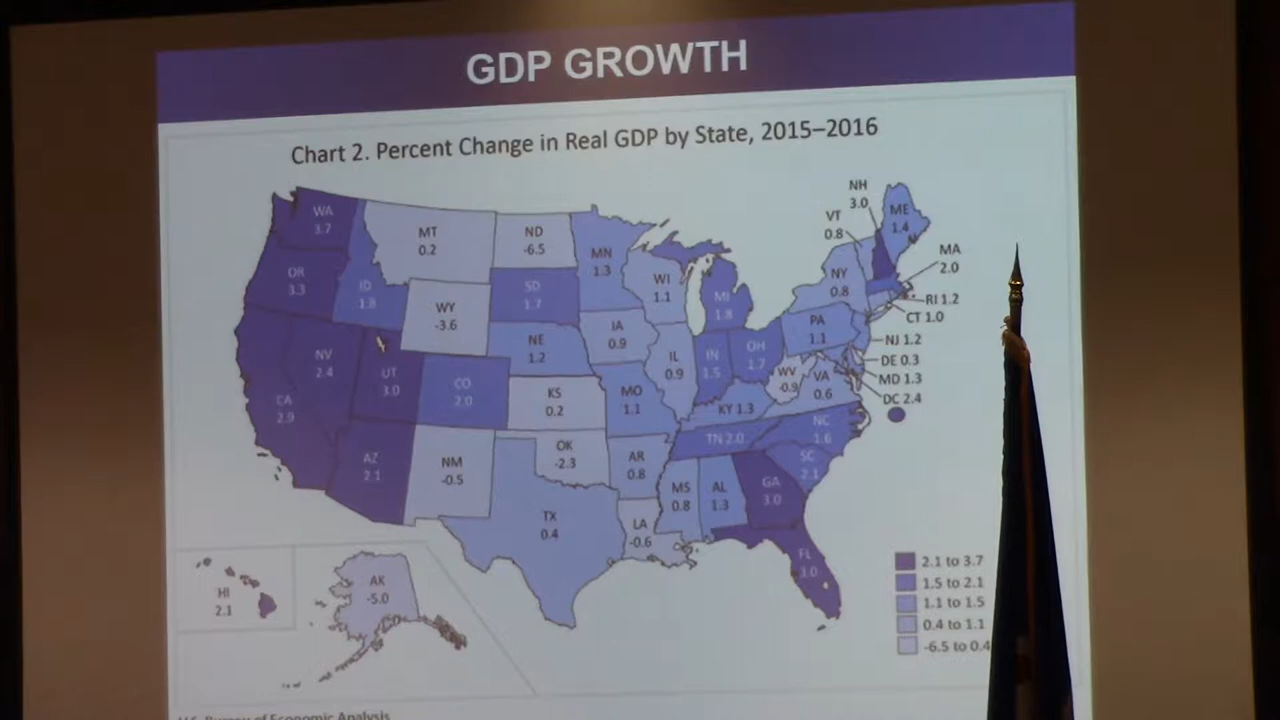 GDP GROWTH
Chart 2. Percent Change in Real GDP by State, 2015–2016
WA
3.7
OR
3.3
ID
1.8
MT
0.2
ND
-6.5
SD
1.7
WY
-3.6
MN
1.3
WI
1.1
MI
1.8
NH
3.0
VT
0.8
ME
1.4
MA
2.0
NY
0.8
RI 1.2
CT 1.0
PA
1.1
NJ 1.2
DE 0.3
MD 1.3
DC 2.4
NV
2.4
CA
2.9
UT
3.0
CO
2.0
NE
1.2
IA
0.9
IL
0.9
IN
1.5
OH
1.7
WV
-0.9
VA
0.6
KS
0.2
MO
1.1
KY 1.3
TN 2.0
NC
1.6
SC
2.1
AZ
2.1
NM
-0.5
OK
-2.3
AR
0.8
MS
0.8
AL
1.3
GA
3.0
TX
0.4
LA
-0.6
FL
3.0
HI
2.1
AK
-5.0
2.1 to 3.7
1.5 to 2.1
1.1 to 1.5
0.4 to 1.1
-6.5 to 0.4
U.S. Bureau of Economic Analysis